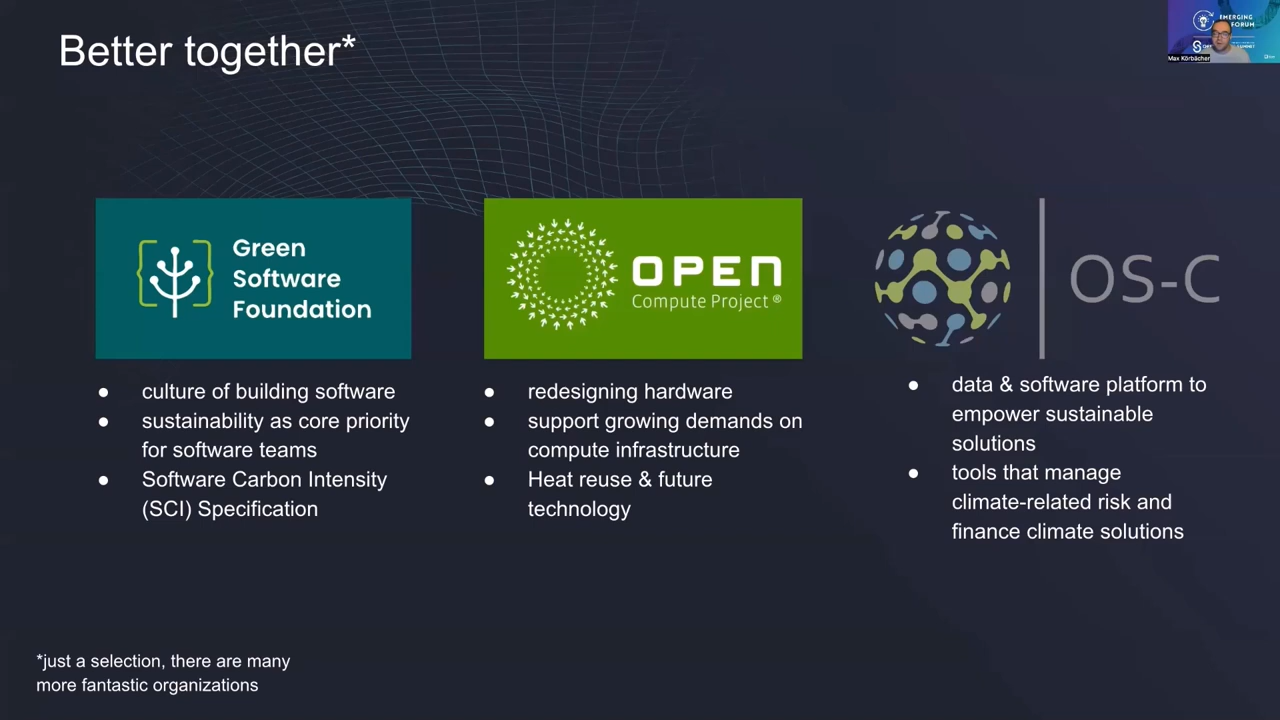 Better together*
EMERGING
FORUM
Max Körbächer
Green
Software
Foundation
OPEN
Compute Project®
OS-C
● culture of building software
● sustainability as core priority
for software teams
● Software Carbon Intensity
(SCI) Specification
● redesigning hardware
● support growing demands on
compute infrastructure
● Heat reuse & future
technology
● data & software platform to
empower sustainable
solutions
● tools that manage
climate-related risk and
finance climate solutions
*just a selection, there are many
more fantastic organizations